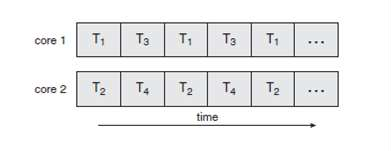 core 1 T₁ T₃ T₁ T₃ T₁ ...
core 2 T₂ T₄ T₂ T₄ T₂ ...
time